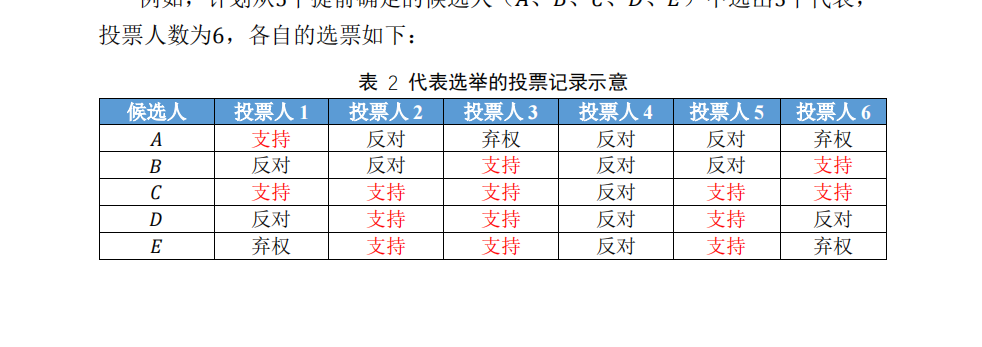 例如，计划从5个提前确定的候选人（A、B、C、D、E）中选出3个代表，
投票人数为6，各自的选票如下：
表 2 代表选举的投票记录示意
候选人 投票人 1 投票人 2 投票人 3 投票人 4 投票人 5 投票人 6
A 支持 反对 弃权 反对 反对 弃权
B 反对 反对 支持 反对 反对 支持
C 支持 支持 支持 反对 支持 支持
D 反对 支持 支持 反对 支持 反对
E 弃权 支持 支持 反对 支持 弃权